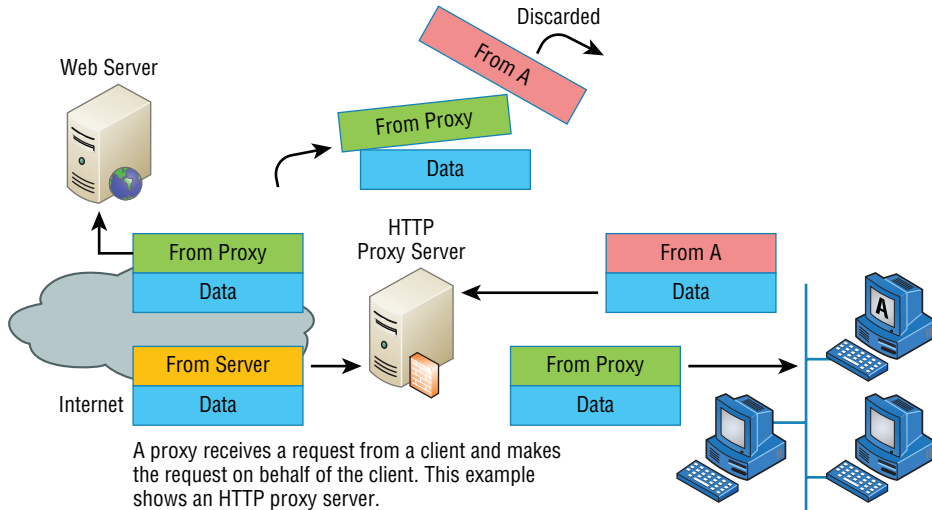 Discarded
From A
Web Server
From Proxy
Data
HTTP
Proxy Server
From Proxy
Data
From A
Data
A
From Server
Data
Internet
From Proxy
Data
A proxy receives a request from a client and makes
the request on behalf of the client. This example
shows an HTTP proxy server.